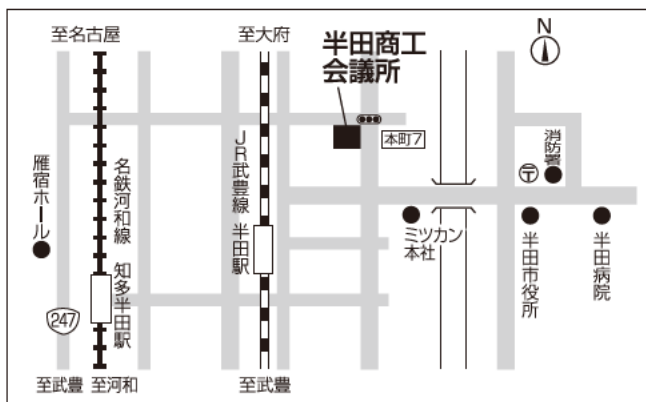 至名古屋
至大府
半田商工
会議所
N
本町7
消防署
〒
雁宿ホール
名鉄河和線
知多半田駅
JR武豊線
半田駅
ミツカン
本社
半田市役所
半田病院
247
至武豊
至河和
至武豊